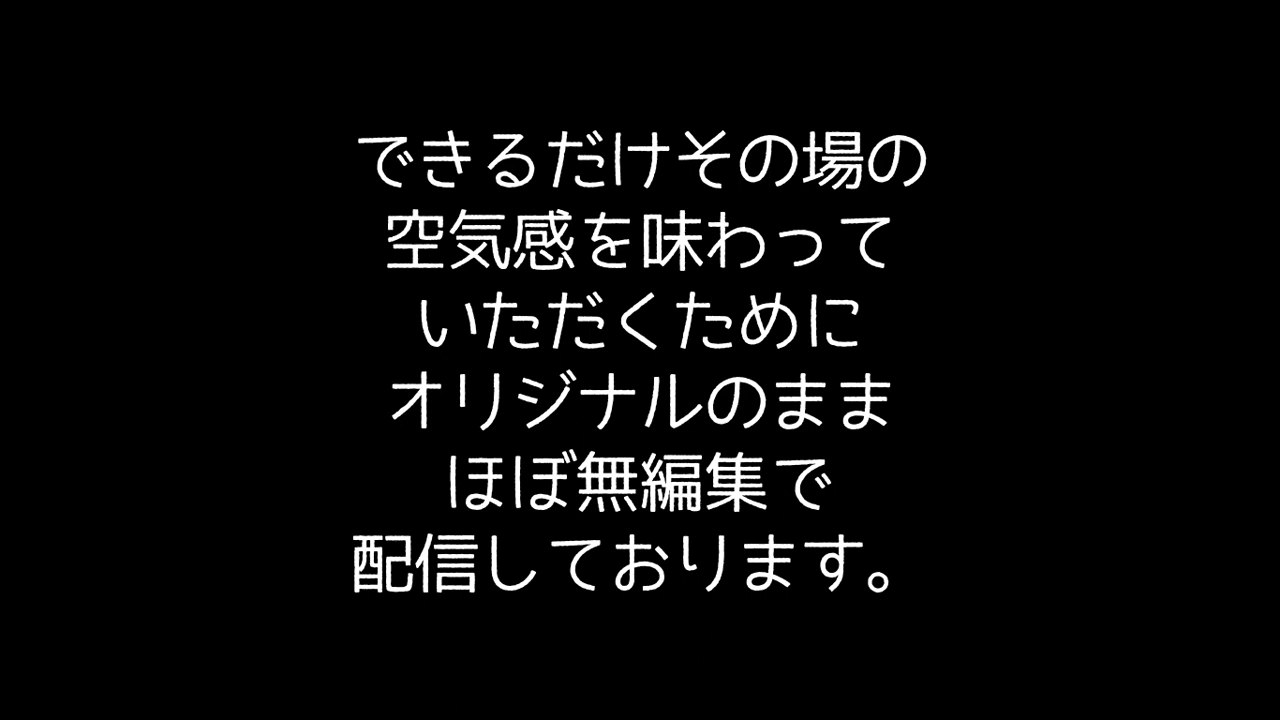 できるだけその場の
空気感を味わって
いただくために
オリジナルのまま
ほぼ無編集で
配信しております。